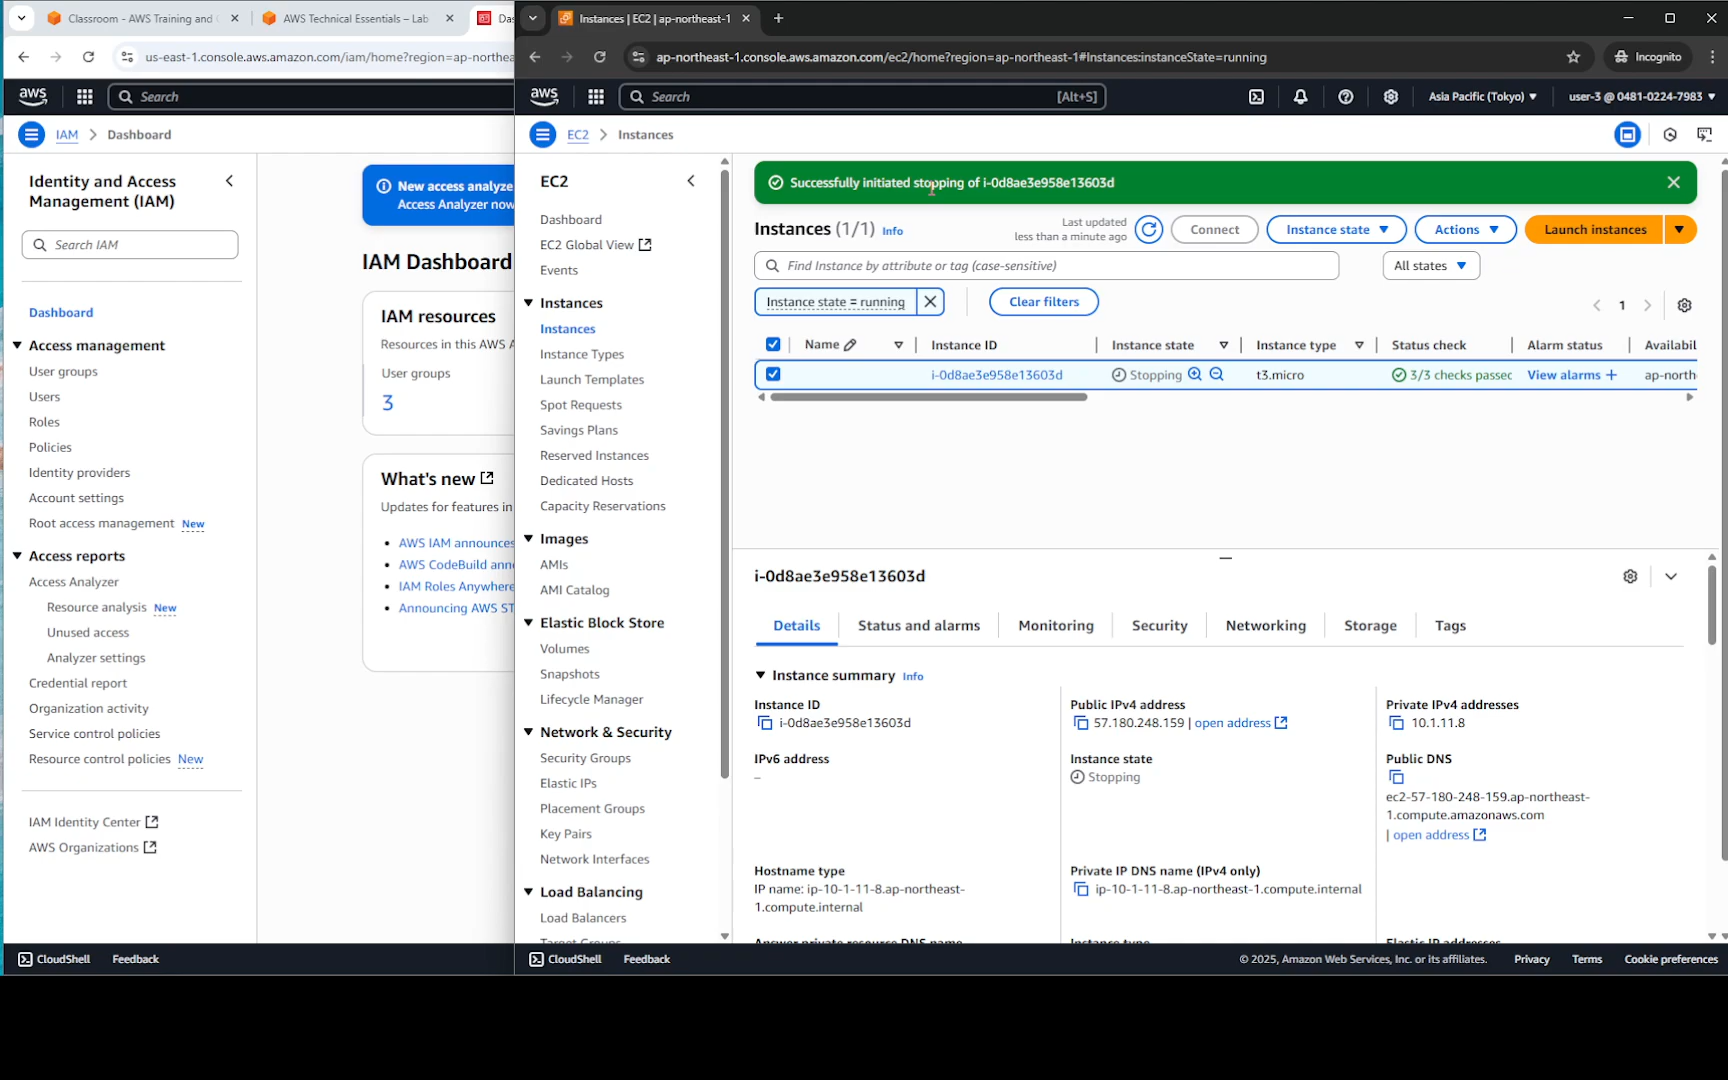 Classroom - AWS Training and
AWS Technical Essentials – Lab
Das
us-east-1.console.aws.amazon.com/iam/home?region=ap-northea
aws
Search
IAM > Dashboard
Identity and Access
Management (IAM)
Search IAM
Dashboard
Access management
User groups
Users
Roles
Policies
Identity providers
Account settings
Root access management New
Access reports
Access Analyzer
Resource analysis New
Unused access
Analyzer settings
Credential report
Organization activity
Service control policies
Resource control policies New
IAM Identity Center
AWS Organizations
New access analyze
Access Analyzer now
IAM Dashboard
IAM resources
Resources in this AWS A
User groups
3
What's new
Updates for features in
AWS IAM announces
AWS CodeBuild ann
IAM Roles Anywhere
Announcing AWS ST
CloudShell Feedback
Instances | EC2 | ap-northeast-1
ap-northeast-1.console.aws.amazon.com/ec2/home?region=ap-northeast-1#Instances:instanceState=running
Incognito
aws
Search [Alt+S]
Asia Pacific (Tokyo)
user-3 @ 0481-0224-7983
EC2 > Instances
EC2
Dashboard
EC2 Global View
Events
Instances
Instances
Instance Types
Launch Templates
Spot Requests
Savings Plans
Reserved Instances
Dedicated Hosts
Capacity Reservations
Images
AMIs
AMI Catalog
Elastic Block Store
Volumes
Snapshots
Lifecycle Manager
Network & Security
Security Groups
Elastic IPs
Placement Groups
Key Pairs
Network Interfaces
Load Balancing
Load Balancers
Target Groups
Successfully initiated stopping of i-0d8ae3e958e13603d
Instances (1/1) Info
Last updated
less than a minute ago
Connect
Instance state
Actions
Launch instances
Find Instance by attribute or tag (case-sensitive)
All states
Instance state = running
Clear filters
1
Name Instance ID Instance state Instance type Status check Alarm status Availabil
i-0d8ae3e958e13603d Stopping t3.micro 3/3 checks passec View alarms + ap-north
i-0d8ae3e958e13603d
Details Status and alarms Monitoring Security Networking Storage Tags
Instance summary Info
Instance ID
i-0d8ae3e958e13603d
Public IPv4 address
57.180.248.159 | open address
Private IPv4 addresses
10.1.11.8
IPv6 address
–
Instance state
Stopping
Public DNS
ec2-57-180-248-159.ap-northeast-
1.compute.amazonaws.com
| open address
Hostname type
IP name: ip-10-1-11-8.ap-northeast-
1.compute.internal
Private IP DNS name (IPv4 only)
ip-10-1-11-8.ap-northeast-1.compute.internal
Answer private resource DNS name
Instance type
Elastic IP addresses
CloudShell Feedback
© 2025, Amazon Web Services, Inc. or its affiliates. Privacy Terms Cookie preferences